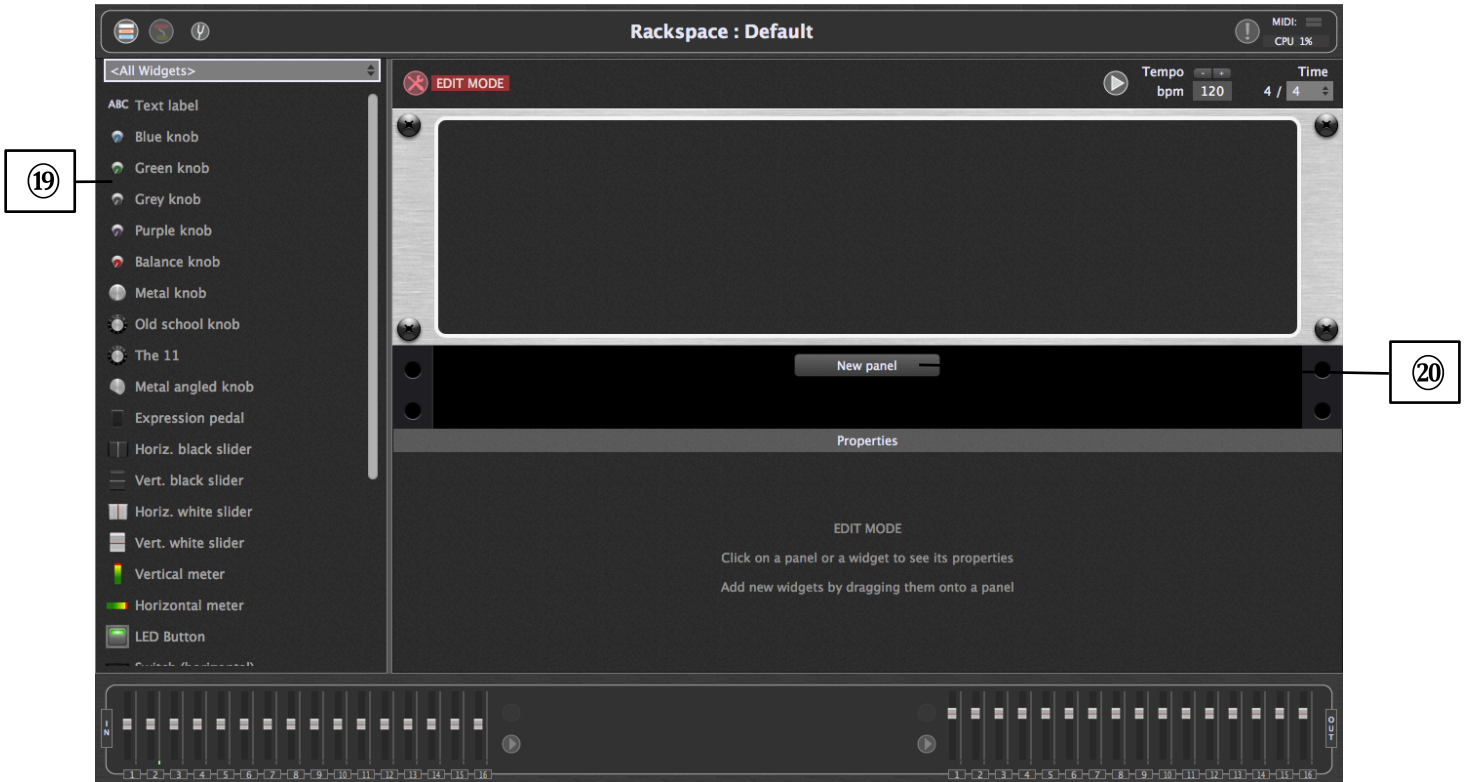 Rackspace : Default
MIDI:
CPU 1%
<All Widgets>
EDIT MODE
Tempo - + Time
bpm 120 4 / 4
ABC Text label
Blue knob
⑲
Green knob
Grey knob
Purple knob
Balance knob
Metal knob
Old school knob
The 11
New panel
⑳
Metal angled knob
Expression pedal
Horiz. black slider
Vert. black slider
Horiz. white slider
Vert. white slider
Vertical meter
Horizontal meter
LED Button
Switch (horizontal)
Properties
EDIT MODE
Click on a panel or a widget to see its properties
Add new widgets by dragging them onto a panel
IN
OUT
1 2 3 4 5 6 7 8 9 10 11 12 13 14 15 16
1 2 3 4 5 6 7 8 9 10 11 12 13 14 15 16